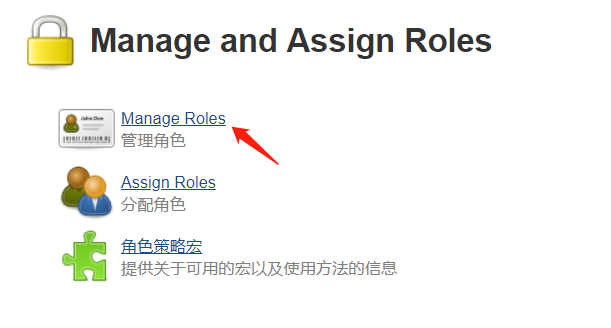 Manage and Assign Roles
John Doe
Manage Roles
管理角色
Assign Roles
分配角色
角色策略宏
提供关于可用的宏以及使用方法的信息